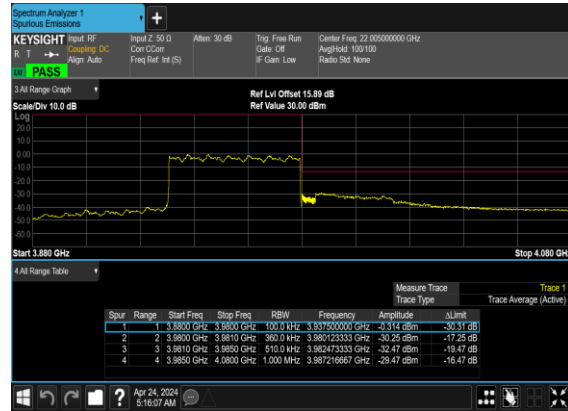 Spectrum Analyzer 1
Spurious Emissions
KEYSIGHT Input: RF Input Z: 50 Ω Atten: 30 dB Trig: Free Run Center Freq: 22.005000000 GHz
R T Coupling: DC Corr CCorr Gate: Off Avg|Hold: 100/100
Align: Auto Freq Ref: Int (S) IF Gain: Low Radio Std: None
PASS
3 All Range Graph
Ref Lvl Offset 15.89 dB
Scale/Div 10.0 dB Ref Value 30.00 dBm
Log
20.0
10.0
0.00
-10.0
-20.0
-30.0
-40.0
-50.0
-60.0
Start 3.880 GHz Stop 4.080 GHz
4 All Range Table
Measure Trace Trace 1
Trace Type Trace Average (Active)
Spur Range Start Freq Stop Freq RBW Frequency Amplitude ΔLimit
1 1 3.8800 GHz 3.9800 GHz 100.0 kHz 3.937500000 GHz -0.314 dBm -30.31 dB
2 2 3.9800 GHz 3.9810 GHz 360.0 kHz 3.980123333 GHz -30.25 dBm -17.25 dB
3 3 3.9810 GHz 3.9850 GHz 510.0 kHz 3.982473333 GHz -32.47 dBm -19.47 dB
4 4 3.9850 GHz 4.0800 GHz 1.000 MHz 3.987216667 GHz -29.47 dBm -16.47 dB
? Apr 24, 2024
5:16:07 AM